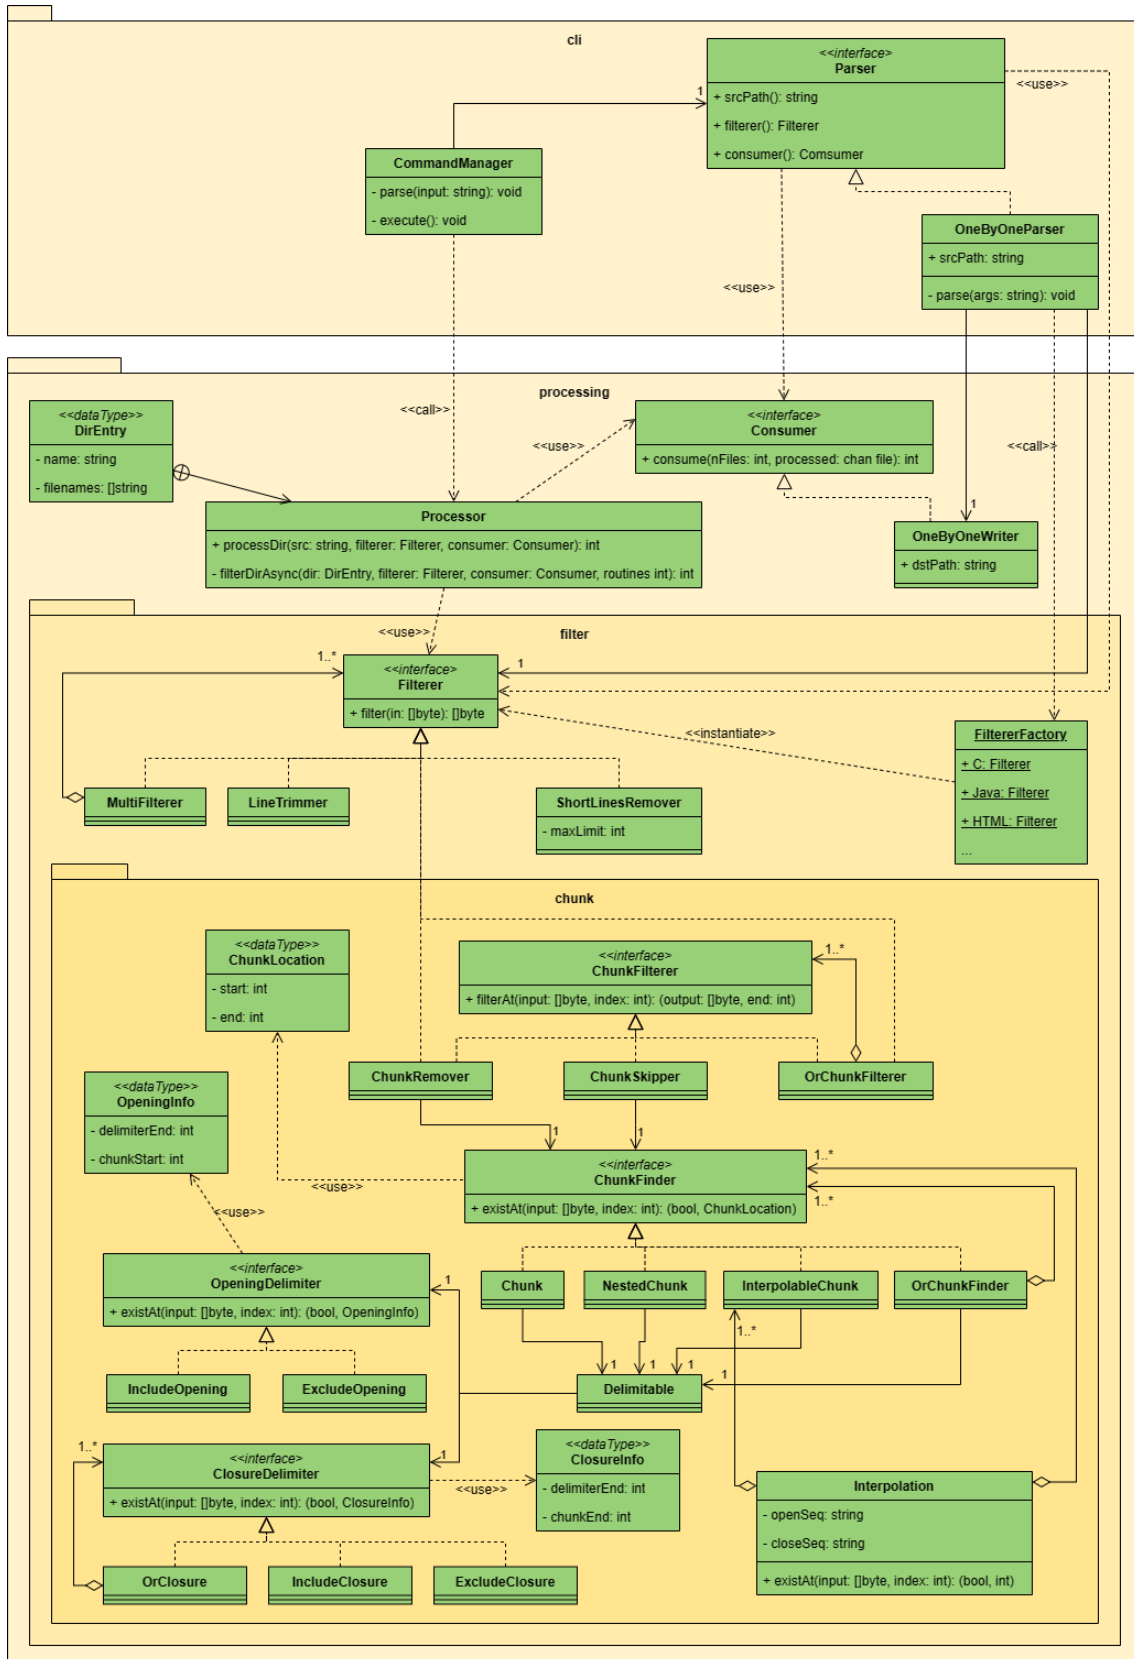 cli
<<interface>>
Parser
+ srcPath(): string
+ filterer(): Filterer
+ consumer(): Comsumer
<<use>>
1
CommandManager
- parse(input: string): void
- execute(): void
OneByOneParser
+ srcPath: string
- parse(args: string): void
<<use>>
processing
<<dataType>>
DirEntry
- name: string
- filenames: []string
<<call>>
<<interface>>
Consumer
+ consume(nFiles: int, processed: chan file): int
<<use>>
<<call>>
Processor
+ processDir(src: string, filterer: Filterer, consumer: Consumer): int
- filterDirAsync(dir: DirEntry, filterer: Filterer, consumer: Consumer, routines int): int
1
OneByOneWriter
+ dstPath: string
<<use>>
filter
1..*
<<interface>>
Filterer
+ filter(in: []byte): []byte
1
<<instantiate>>
FiltererFactory
+ C: Filterer
+ Java: Filterer
+ HTML: Filterer
...
MultiFilterer
LineTrimmer
ShortLinesRemover
- maxLimit: int
chunk
<<dataType>>
ChunkLocation
- start: int
- end: int
<<interface>>
ChunkFilterer
+ filterAt(input: []byte, index: int): (output: []byte, end: int)
1..*
ChunkRemover
ChunkSkipper
OrChunkFilterer
<<dataType>>
OpeningInfo
- delimiterEnd: int
- chunkStart: int
1
1
<<interface>>
ChunkFinder
+ existAt(input: []byte, index: int): (bool, ChunkLocation)
1..*
1..*
<<use>>
<<use>>
<<interface>>
OpeningDelimiter
+ existAt(input: []byte, index: int): (bool, OpeningInfo)
1
Chunk
NestedChunk
InterpolableChunk
OrChunkFinder
1..*
IncludeOpening
ExcludeOpening
1
1
1
1
Delimitable
1..*
<<interface>>
ClosureDelimiter
+ existAt(input: []byte, index: int): (bool, ClosureInfo)
1
<<use>>
<<dataType>>
ClosureInfo
- delimiterEnd: int
- chunkEnd: int
Interpolation
- openSeq: string
- closeSeq: string
+ existAt(input: []byte, index: int): (bool, int)
OrClosure
IncludeClosure
ExcludeClosure